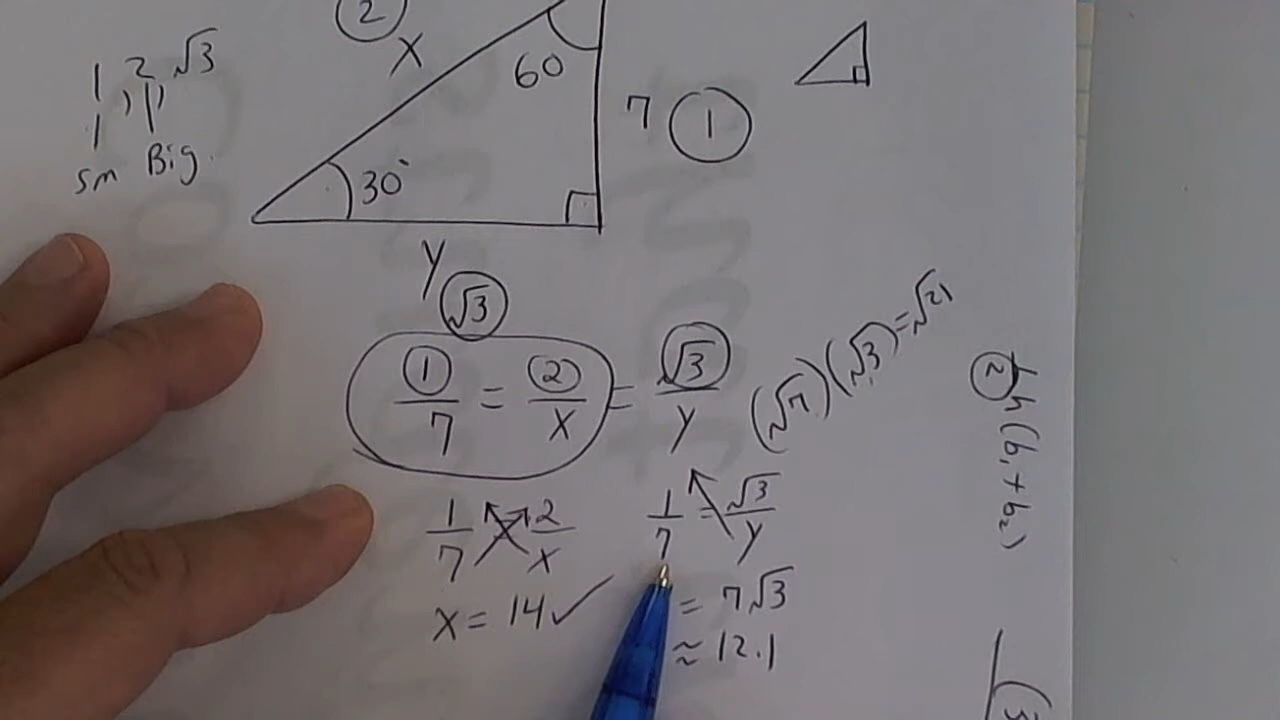 2
x
1 2 √3
sm Big
60
7 1
30°
y
√3
1/7 = 2/x = √3/y
(√7)(√3) = √21
1/7 2/x
1/7 = √3/y
x = 14 ✓
= 7√3
≈ 12.1
2
h(b₁ + b₂)